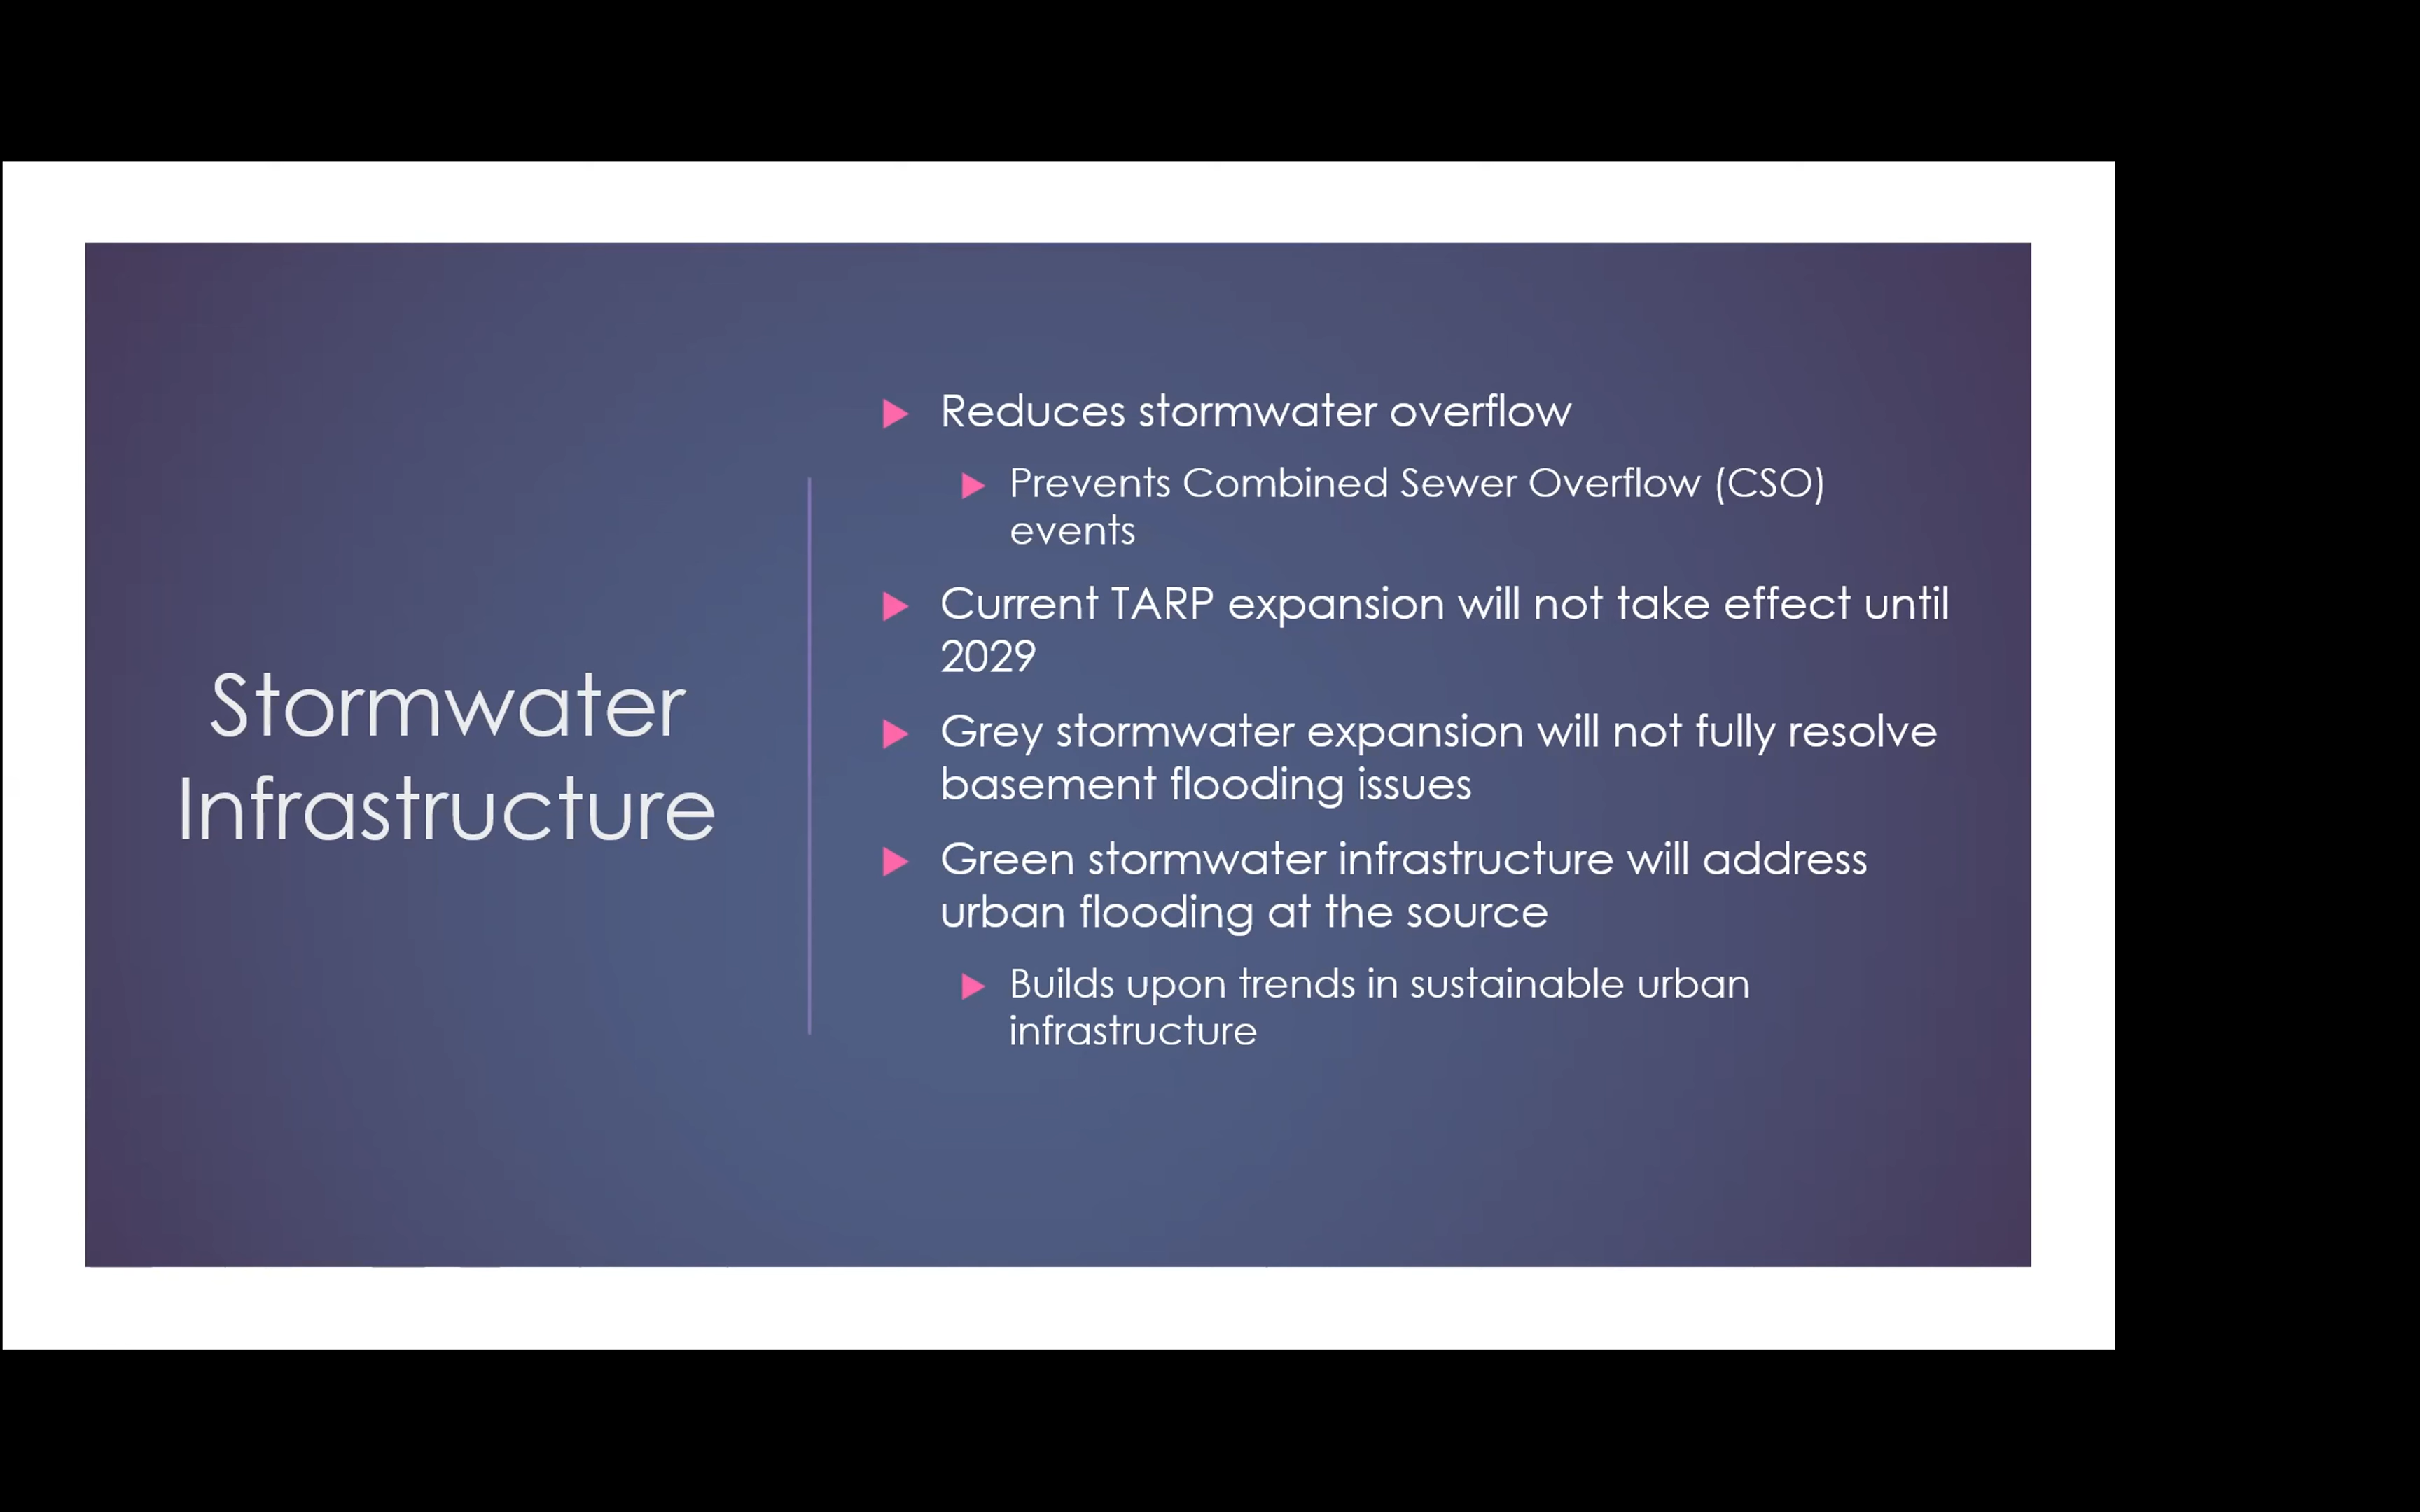 Stormwater
Infrastructure
Reduces stormwater overflow
Prevents Combined Sewer Overflow (CSO)
events
Current TARP expansion will not take effect until
2029
Grey stormwater expansion will not fully resolve
basement flooding issues
Green stormwater infrastructure will address
urban flooding at the source
Builds upon trends in sustainable urban
infrastructure